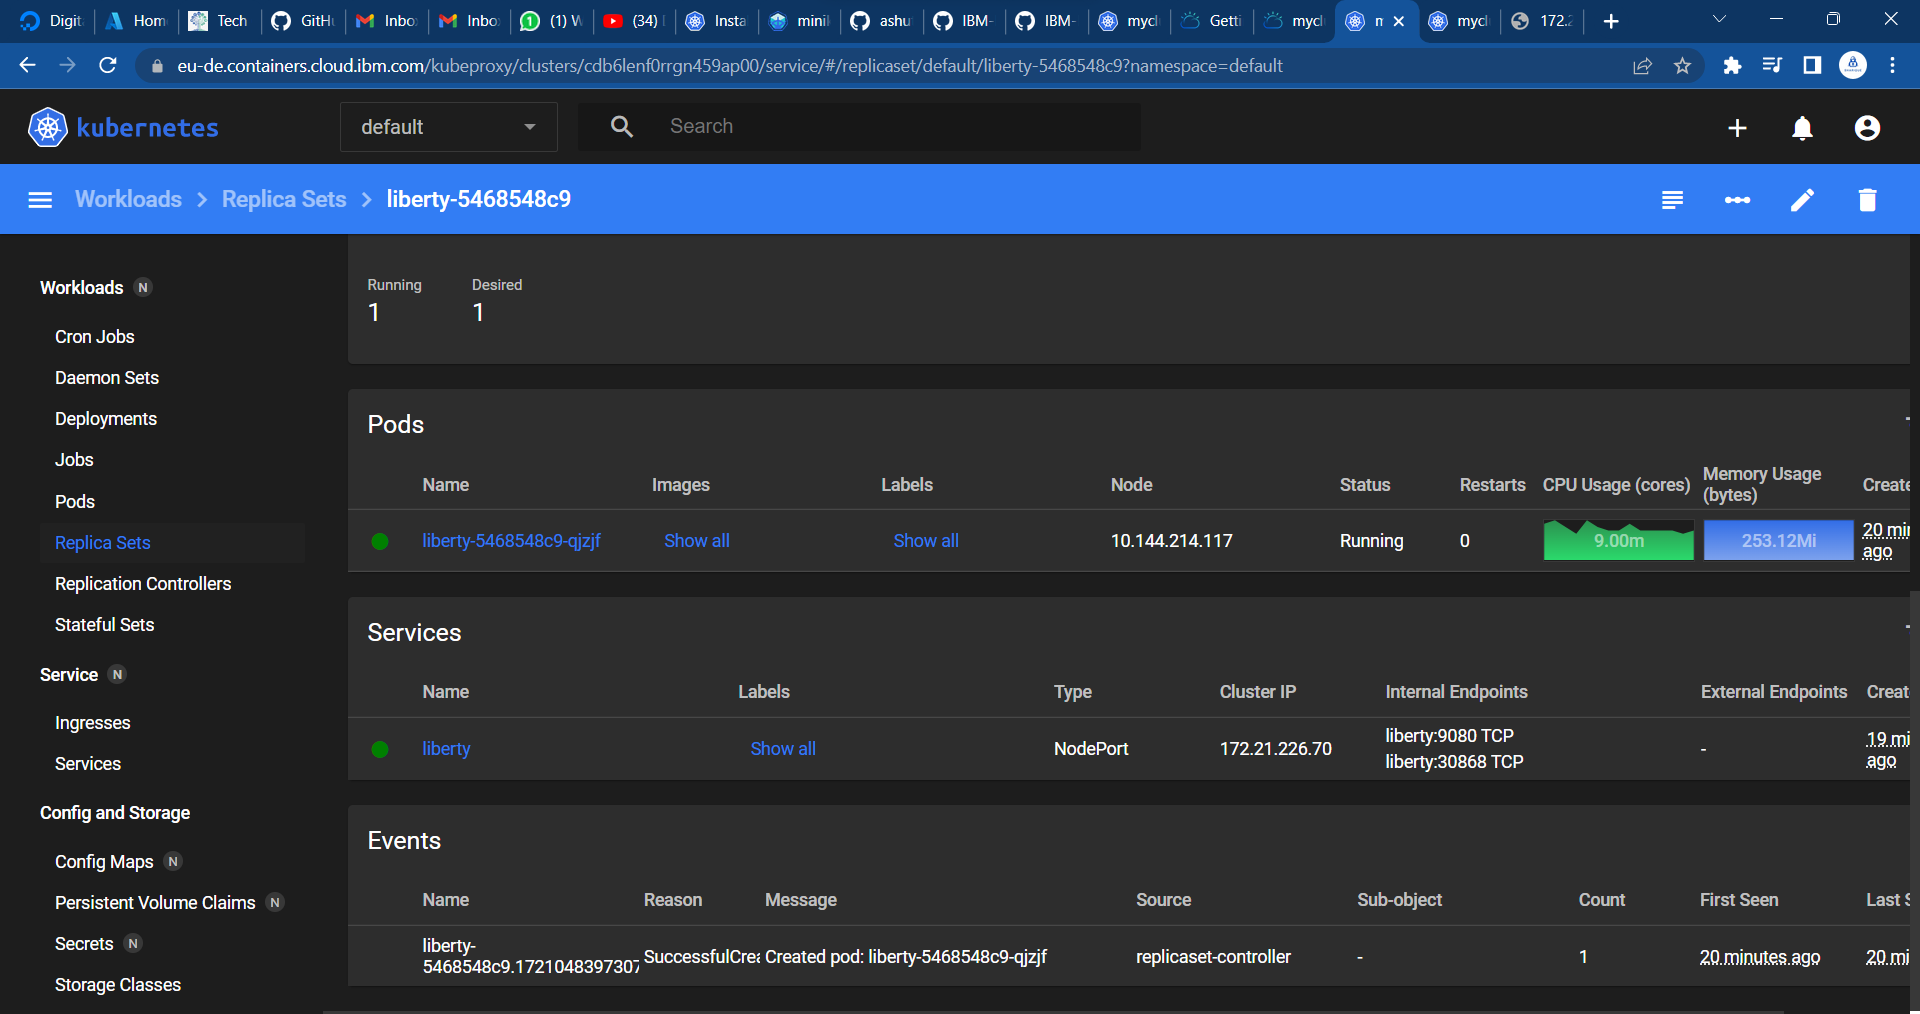 Digit
Hom
Tech
GitHu
Inbo
Inbo
(1) W
(34)
Insta
mini
ashu
IBM-
IBM-
mycl
Getti
mycl
mycl
172.2
eu-de.containers.cloud.ibm.com/kubeproxy/clusters/cdb6lenf0rrgn459ap00/service/#/replicaset/default/liberty-5468548c9?namespace=default
kubernetes
default
Search
Workloads > Replica Sets > liberty-5468548c9
Workloads N
Cron Jobs
Daemon Sets
Deployments
Jobs
Pods
Replica Sets
Replication Controllers
Stateful Sets
Service N
Ingresses
Services
Config and Storage
Config Maps N
Persistent Volume Claims N
Secrets N
Storage Classes
Running Desired
1 1
Pods
Name Images Labels Node Status Restarts CPU Usage (cores) Memory Usage (bytes) Create
liberty-5468548c9-qjzjf Show all Show all 10.144.214.117 Running 0 9.00m 253.12Mi 20 min ago
Services
Name Labels Type Cluster IP Internal Endpoints External Endpoints Creat
liberty Show all NodePort 172.21.226.70 liberty:9080 TCP - 19 mi
liberty:30868 TCP ago
Events
Name Reason Message Source Sub-object Count First Seen Last S
liberty-
5468548c9.1721048397307 SuccessfulCrea Created pod: liberty-5468548c9-qjzjf replicaset-controller - 1 20 minutes ago 20 mi